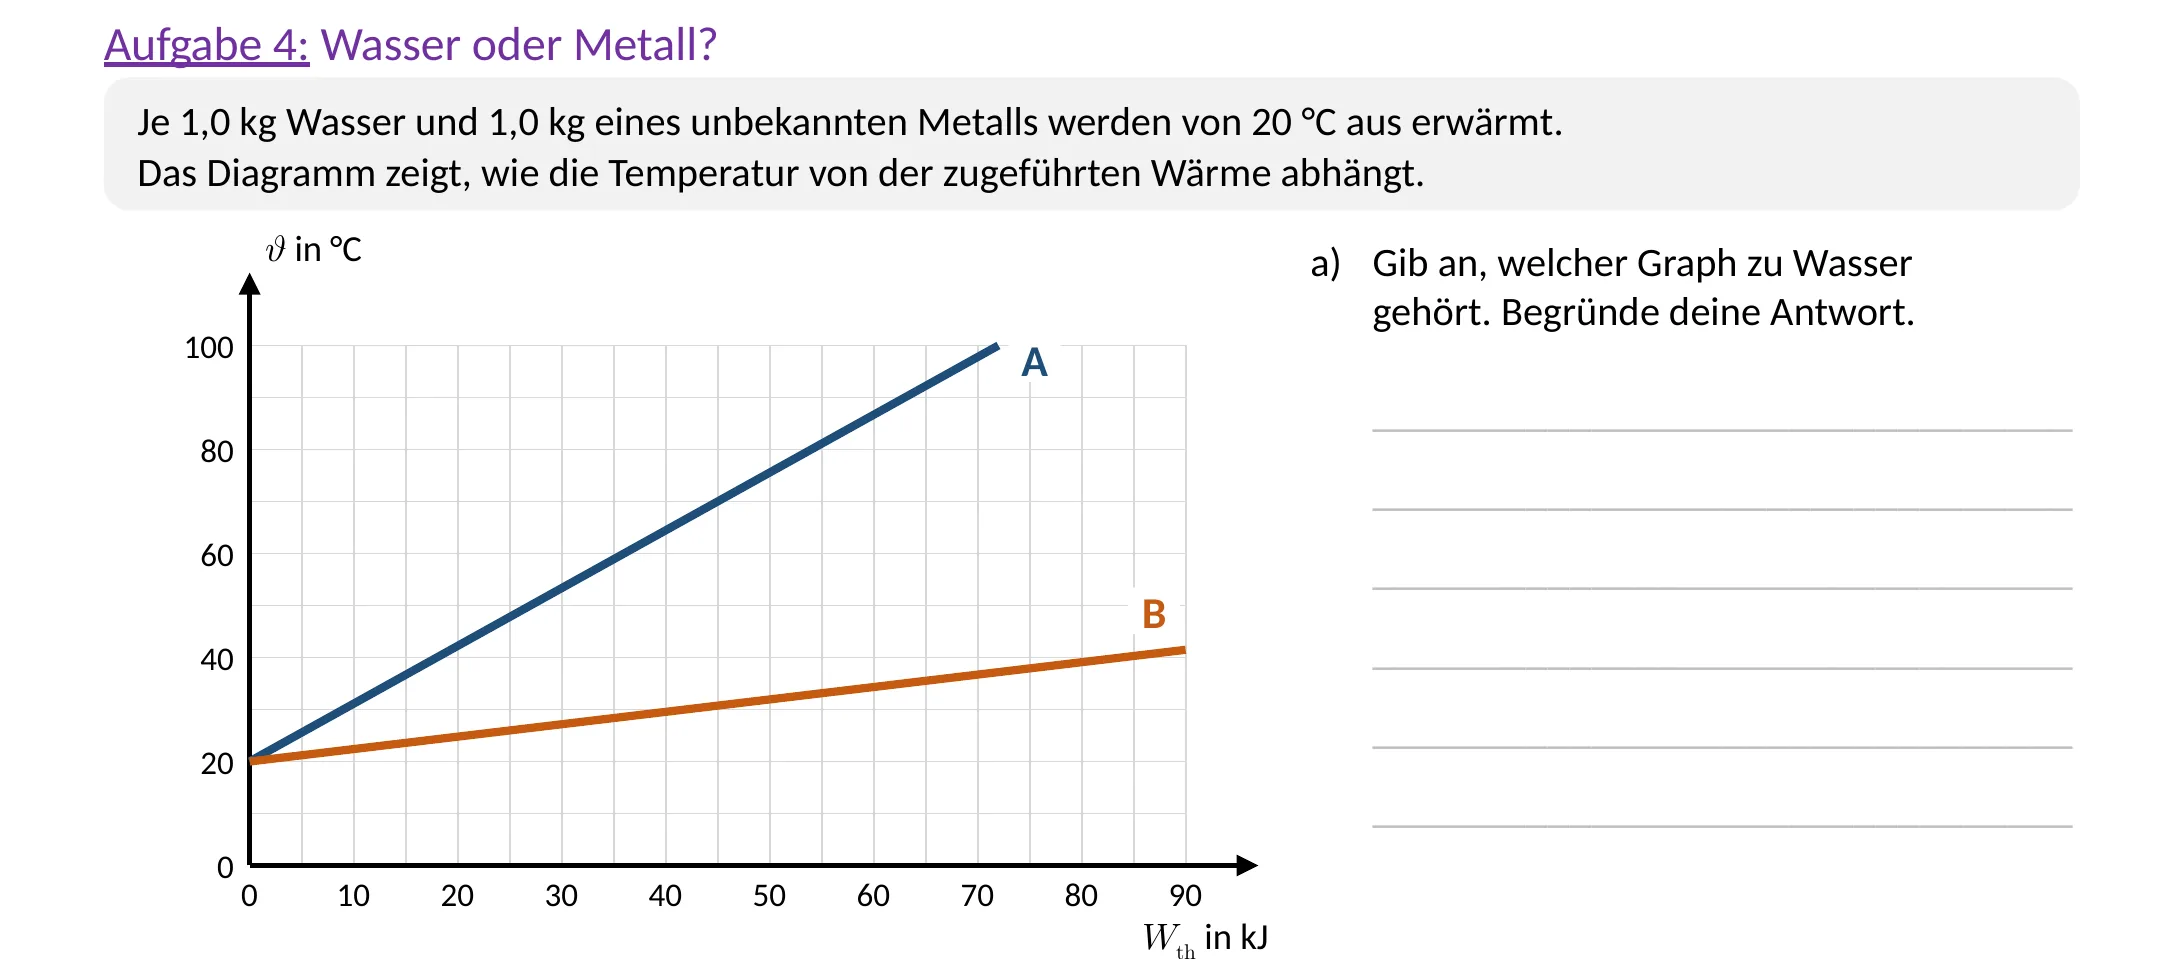 Aufgabe 4: Wasser oder Metall?
Je 1,0 kg Wasser und 1,0 kg eines unbekannten Metalls werden von 20 °C aus erwärmt.
Das Diagramm zeigt, wie die Temperatur von der zugeführten Wärme abhängt.
ϑ in °C
100
80
60
40
20
0
A
B
0 10 20 30 40 50 60 70 80 90
W_th in kJ
a) Gib an, welcher Graph zu Wasser
gehört. Begründe deine Antwort.